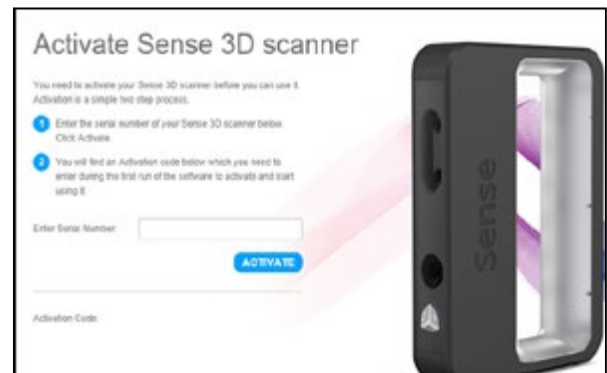 Activate Sense 3D scanner
You need to activate your Sense 3D scanner before you can use it.
Activation is a simple two step process.
1 Enter the serial number of your Sense 3D scanner below.
Click Activate.
2 You will find an Activation code below which you need to
enter during the first run of the software to activate and start
using it
Enter Serial Number:
ACTIVATE
Activation Code:
Sense